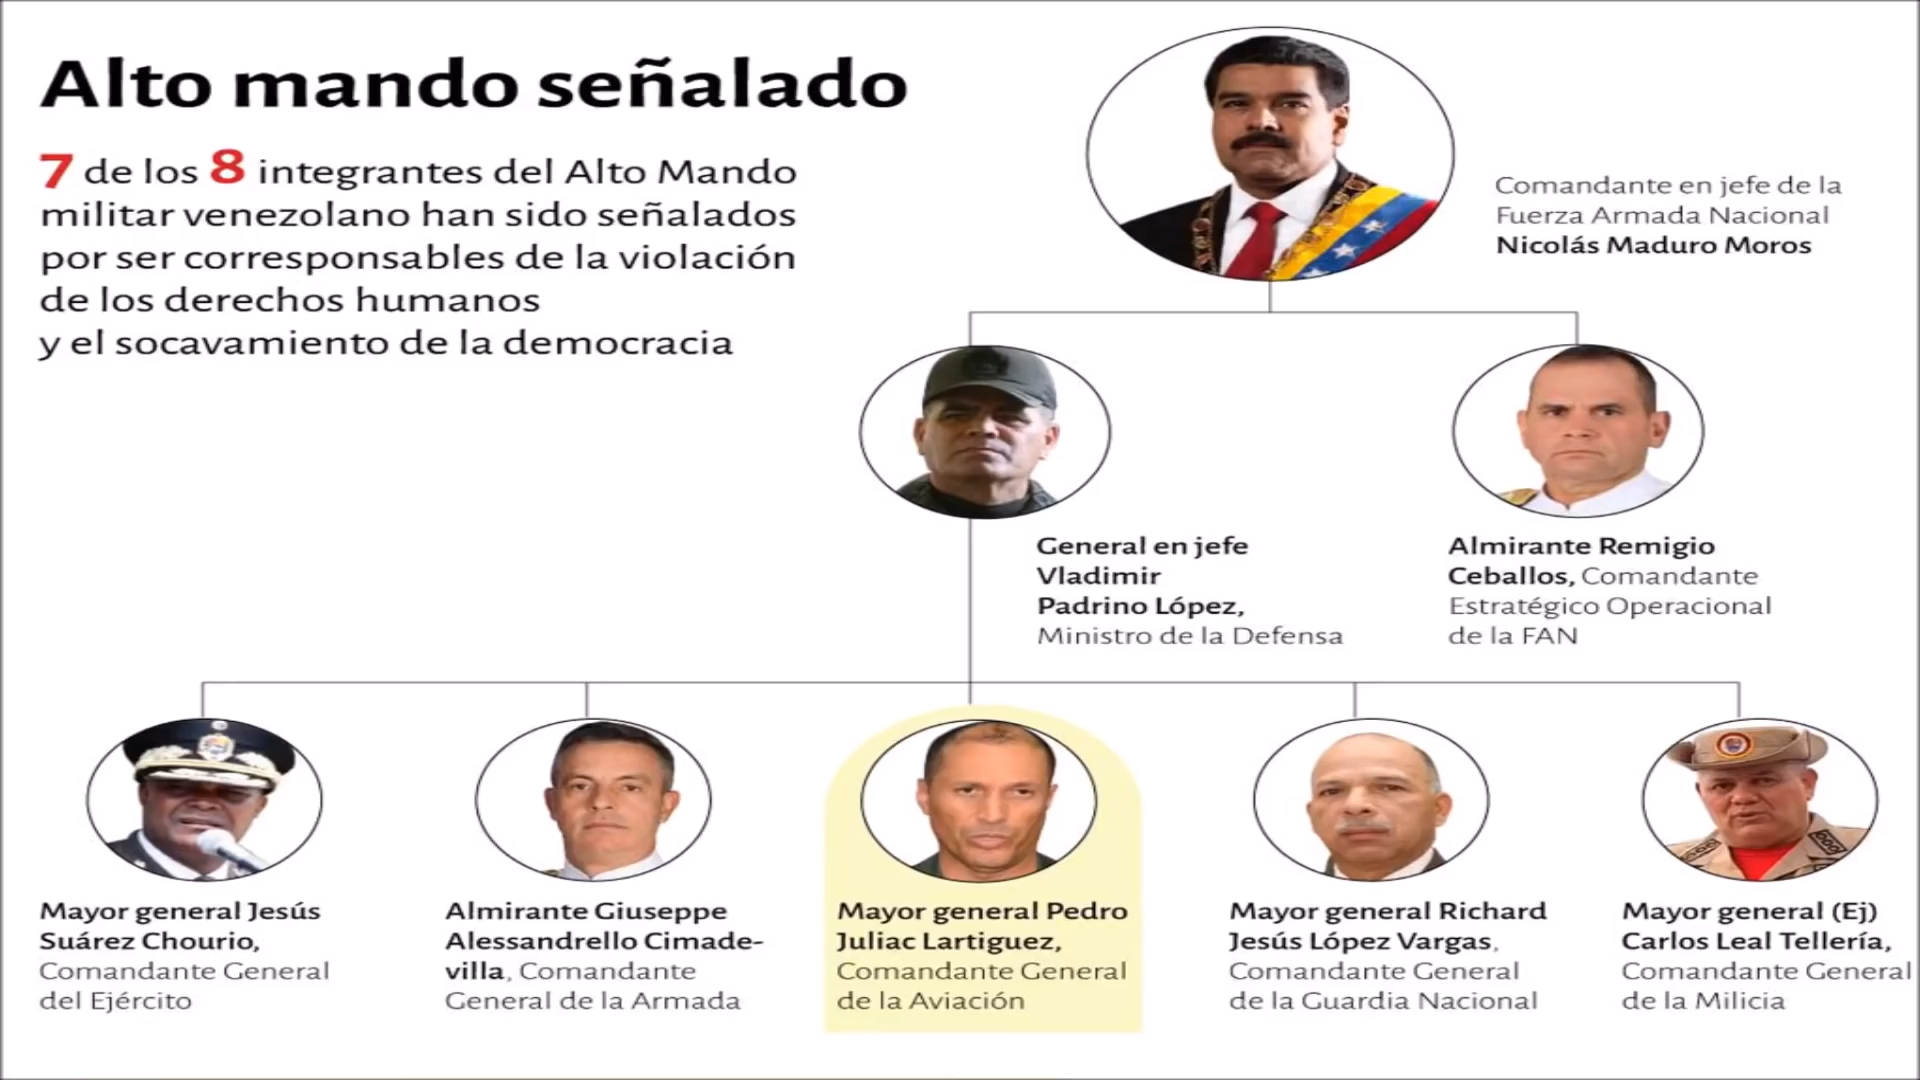 Alto mando señalado
7 de los 8 integrantes del Alto Mando
militar venezolano han sido señalados
por ser corresponsables de la violación
de los derechos humanos
y el socavamiento de la democracia
Comandante en jefe de la
Fuerza Armada Nacional
Nicolás Maduro Moros
General en jefe
Vladimir
Padrino López,
Ministro de la Defensa
Almirante Remigio
Ceballos, Comandante
Estratégico Operacional
de la FAN
Mayor general Jesús
Suárez Chourio,
Comandante General
del Ejército
Almirante Giuseppe
Alessandrello Cimade-
villa, Comandante
General de la Armada
Mayor general Pedro
Juliac Lartiguez,
Comandante General
de la Aviación
Mayor general Richard
Jesús López Vargas,
Comandante General
de la Guardia Nacional
Mayor general (Ej)
Carlos Leal Tellería,
Comandante General
de la Milicia